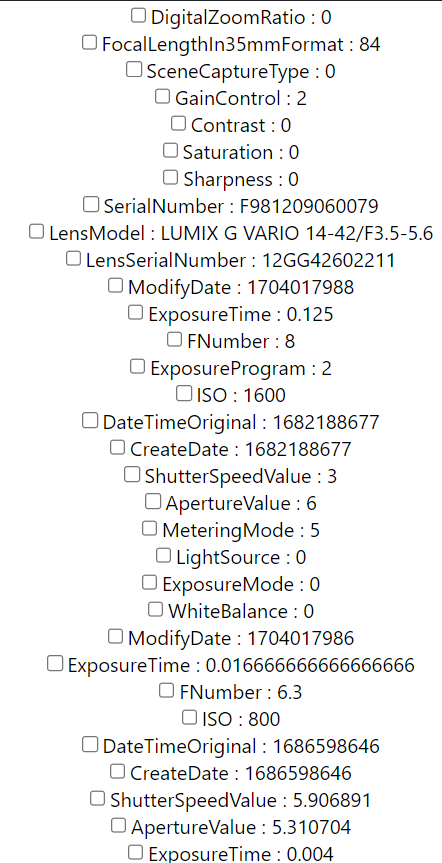 DigitalZoomRatio : 0
FocalLengthIn35mmFormat : 84
SceneCaptureType : 0
GainControl : 2
Contrast : 0
Saturation : 0
Sharpness : 0
SerialNumber : F981209060079
LensModel : LUMIX G VARIO 14-42/F3.5-5.6
LensSerialNumber : 12GG42602211
ModifyDate : 1704017988
ExposureTime : 0.125
FNumber : 8
ExposureProgram : 2
ISO : 1600
DateTimeOriginal : 1682188677
CreateDate : 1682188677
ShutterSpeedValue : 3
ApertureValue : 6
MeteringMode : 5
LightSource : 0
ExposureMode : 0
WhiteBalance : 0
ModifyDate : 1704017986
ExposureTime : 0.016666666666666666
FNumber : 6.3
ISO : 800
DateTimeOriginal : 1686598646
CreateDate : 1686598646
ShutterSpeedValue : 5.906891
ApertureValue : 5.310704
ExposureTime : 0.004